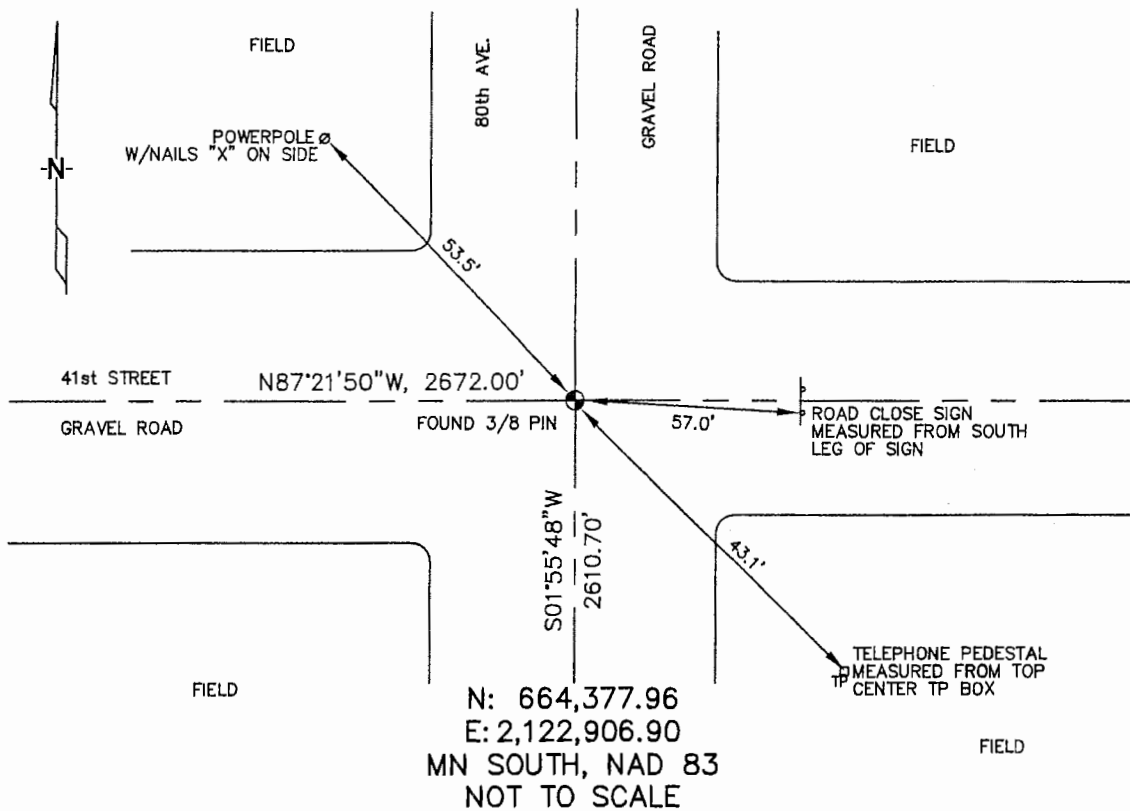 FIELD
80th AVE.
GRAVEL ROAD
POWERPOLE
W/NAILS "X" ON SIDE
FIELD
-N-
53.5'
41st STREET
N87°21'50"W, 2672.00'
GRAVEL ROAD
FOUND 3/8 PIN
57.0'
ROAD CLOSE SIGN
MEASURED FROM SOUTH
LEG OF SIGN
S01°55'48"W
2610.70'
43.1'
TELEPHONE PEDESTAL
MEASURED FROM TOP
CENTER TP BOX
TP
FIELD
FIELD
N: 664,377.96
E: 2,122,906.90
MN SOUTH, NAD 83
NOT TO SCALE